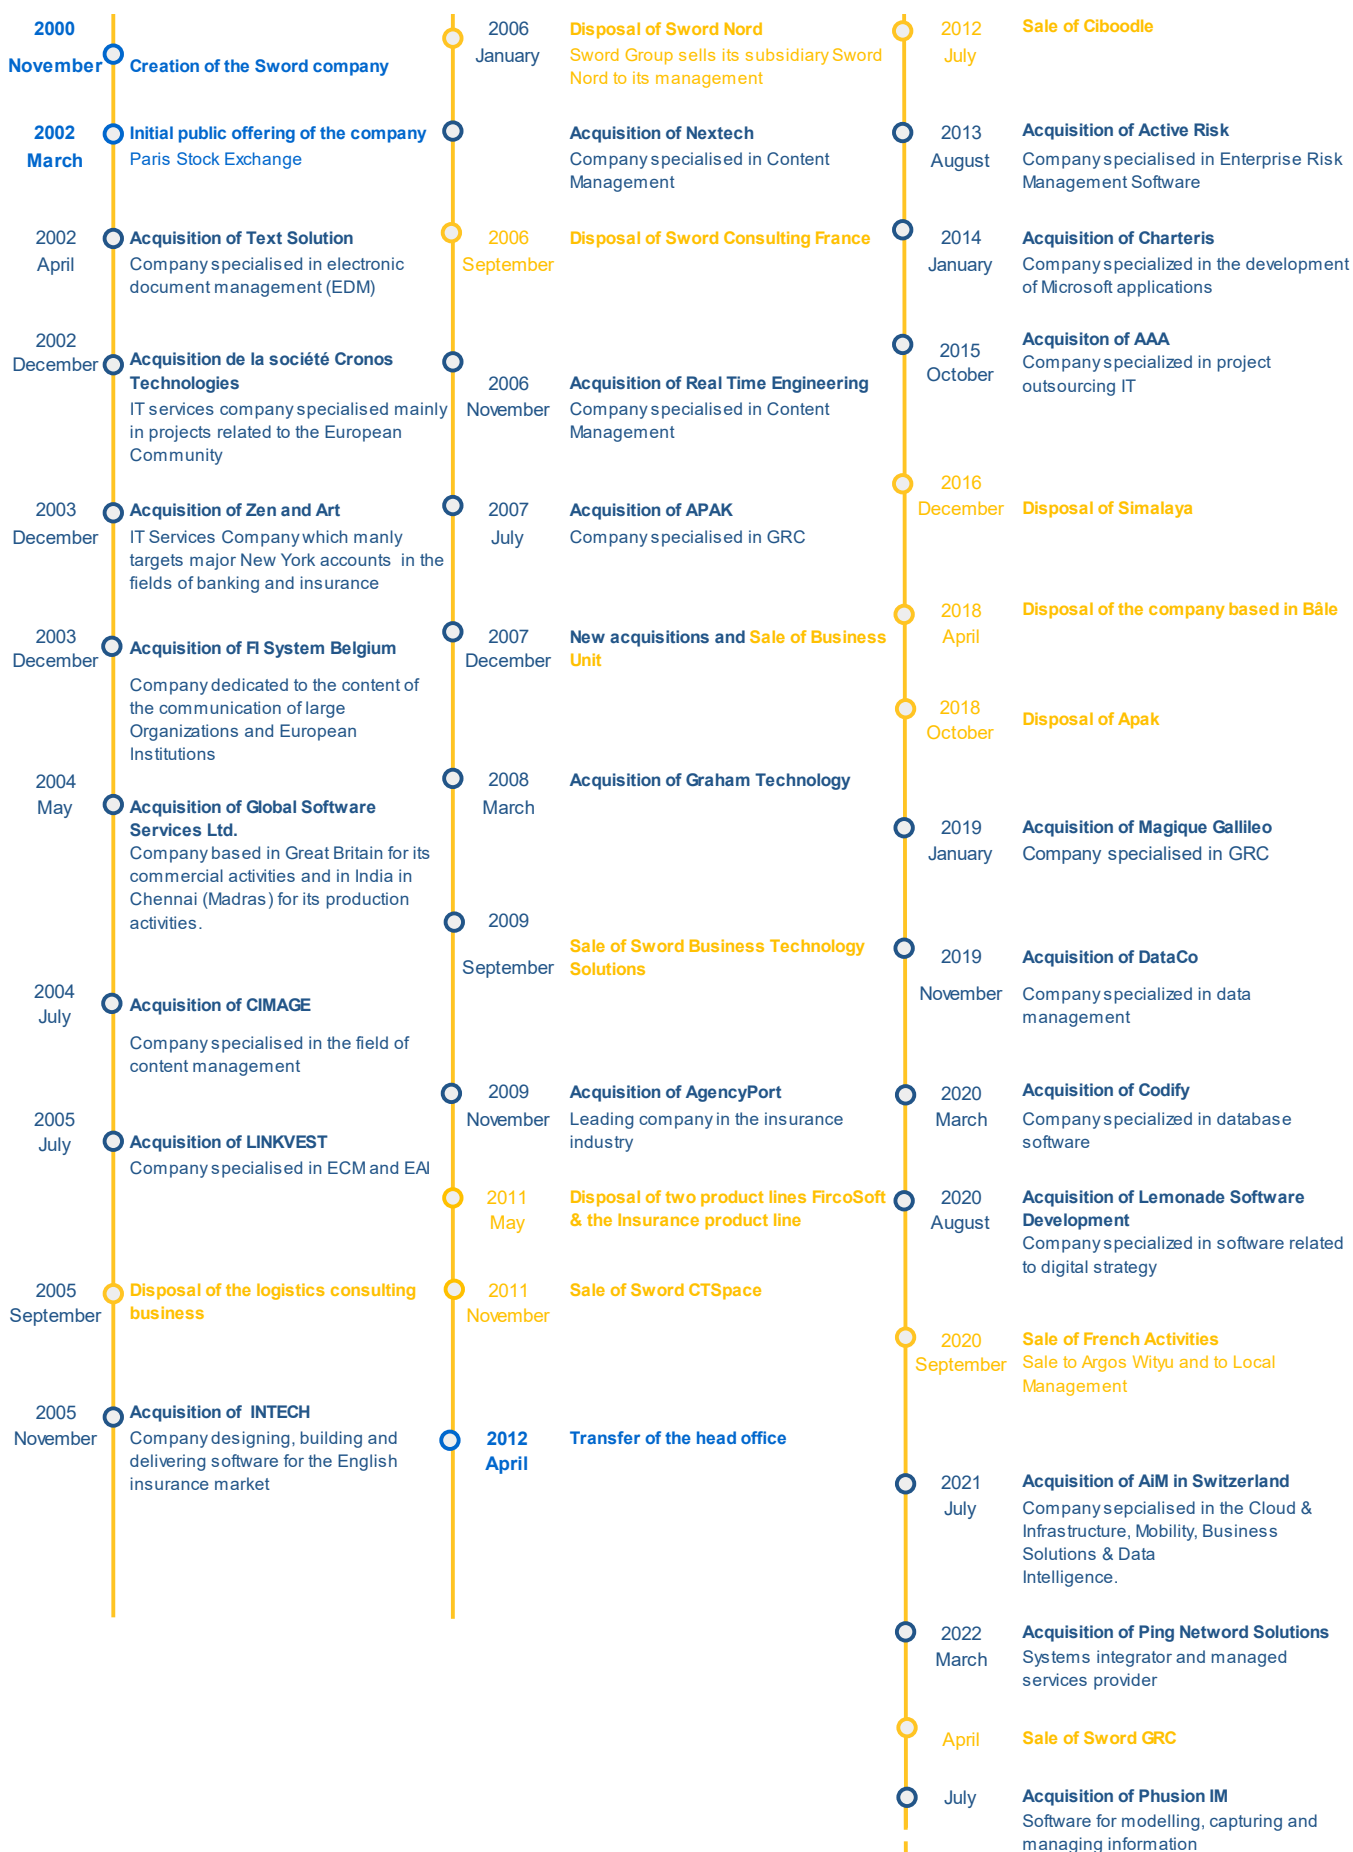 2000
November
Creation of the Sword company
2002
March
Initial public offering of the company
Paris Stock Exchange
2002
April
Acquisition of Text Solution
Company specialised in electronic
document management (EDM)
2002
December
Acquisition de la société Cronos
Technologies
IT services company specialised mainly
in projects related to the European
Community
2003
December
Acquisition of Zen and Art
IT Services Company which manly
targets major New York accounts in the
fields of banking and insurance
2003
December
Acquisition of FI System Belgium
Company dedicated to the content of
the communication of large
Organizations and European
Institutions
2004
May
Acquisition of Global Software
Services Ltd.
Company based in Great Britain for its
commercial activities and in India in
Chennai (Madras) for its production
activities.
2004
July
Acquisition of CIMAGE
Company specialised in the field of
content management
2005
July
Acquisition of LINKVEST
Company specialised in ECM and EAI
2005
September
Disposal of the logistics consulting
business
2005
November
Acquisition of INTECH
Company designing, building and
delivering software for the English
insurance market
2006
January
Disposal of Sword Nord
Sword Group sells its subsidiary Sword
Nord to its management
Acquisition of Nextech
Company specialised in Content
Management
2006
September
Disposal of Sword Consulting France
2006
November
Acquisition of Real Time Engineering
Company specialised in Content
Management
2007
July
Acquisition of APAK
Company specialised in GRC
2007
December
New acquisitions and Sale of Business
Unit
2008
March
Acquisition of Graham Technology
2009
September
Sale of Sword Business Technology
Solutions
2009
November
Acquisition of AgencyPort
Leading company in the insurance
industry
2011
May
Disposal of two product lines FircoSoft
& the Insurance product line
2011
November
Sale of Sword CTSpace
2012
April
Transfer of the head office
2012
July
Sale of Ciboodle
2013
August
Acquisition of Active Risk
Company specialised in Enterprise Risk
Management Software
2014
January
Acquisition of Charteris
Company specialized in the development
of Microsoft applications
2015
October
Acquisiton of AAA
Company specialized in project
outsourcing IT
2016
December
Disposal of Simalaya
2018
April
Disposal of the company based in Bâle
2018
October
Disposal of Apak
2019
January
Acquisition of Magique Gallileo
Company specialised in GRC
2019
November
Acquisition of DataCo
Company specialized in data
management
2020
March
Acquisition of Codify
Company specialized in database
software
2020
August
Acquisition of Lemonade Software
Development
Company specialized in software related
to digital strategy
2020
September
Sale of French Activities
Sale to Argos Wityu and to Local
Management
2021
July
Acquisition of AiM in Switzerland
Company sepcialised in the Cloud &
Infrastructure, Mobility, Business
Solutions & Data
Intelligence.
2022
March
Acquisition of Ping Netword Solutions
Systems integrator and managed
services provider
April
Sale of Sword GRC
July
Acquisition of Phusion IM
Software for modelling, capturing and
managing information